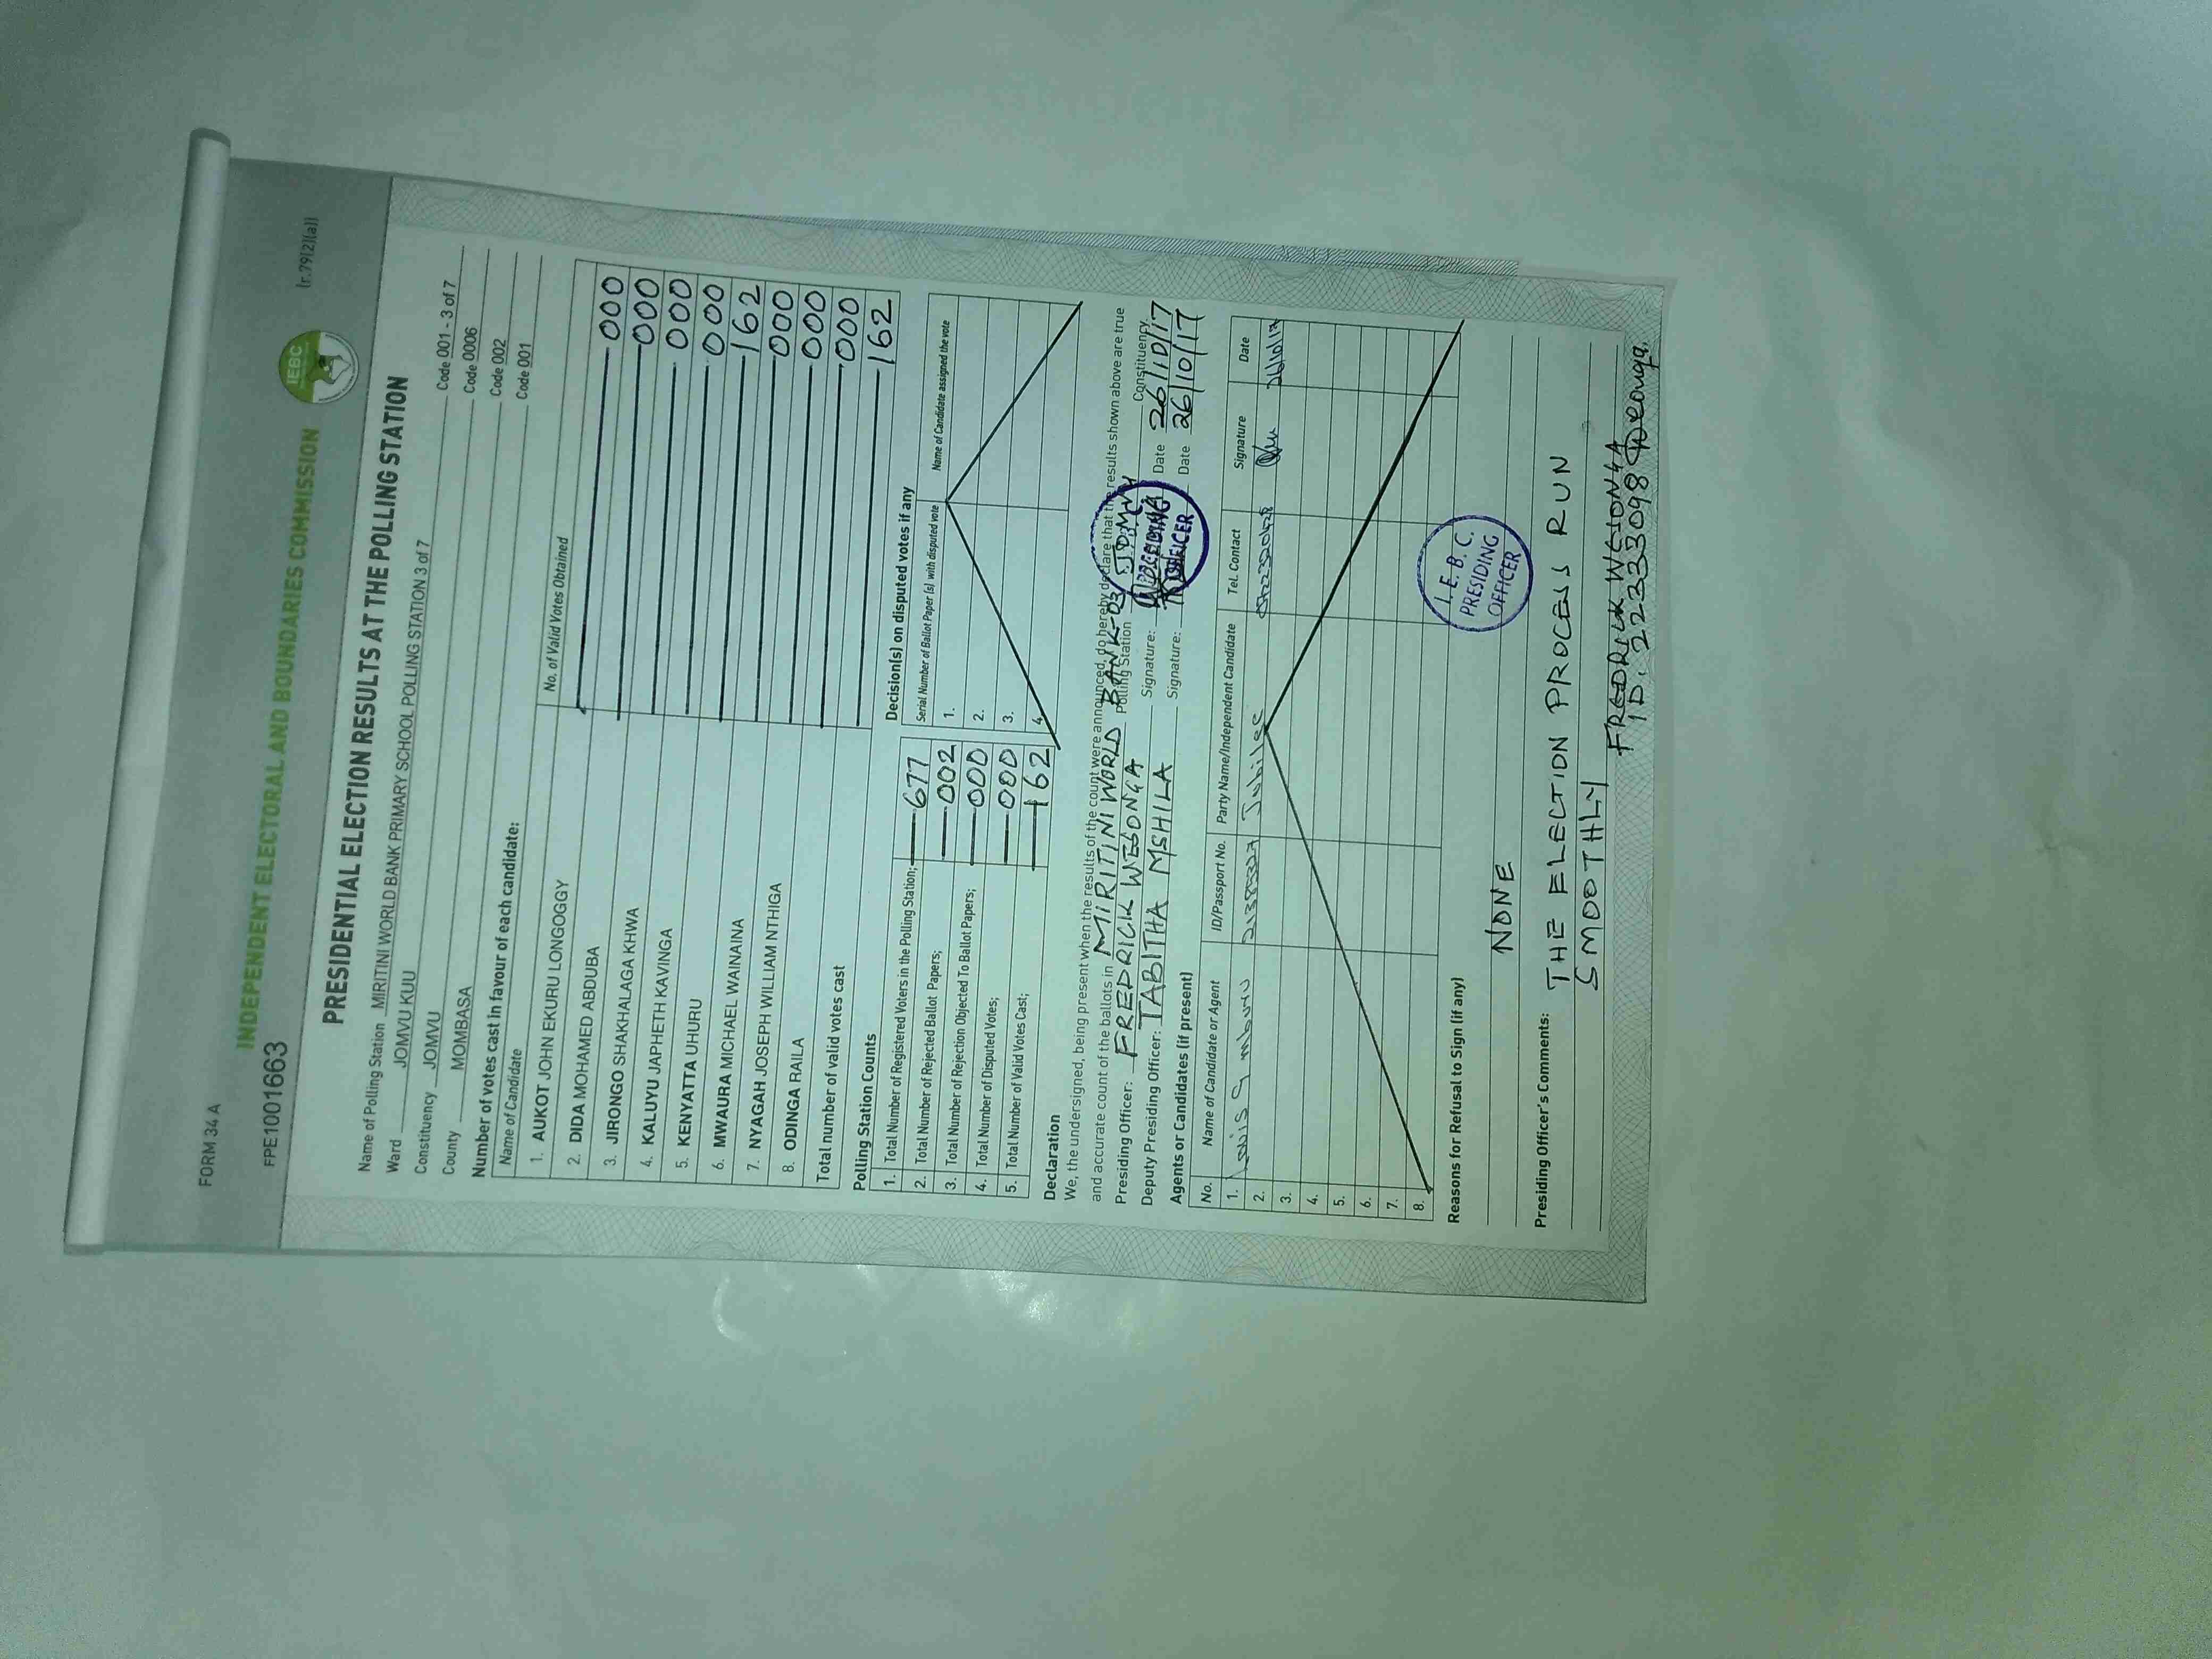 FORM 34 A
(r.79(2)(a))
FPE1001663
INDEPENDENT ELECTORAL AND BOUNDARIES COMMISSION
IEBC
PRESIDENTIAL ELECTION RESULTS AT THE POLLING STATION
Name of Polling Station MIRITINI WORLD BANK PRIMARY SCHOOL POLLING STATION 3 of 7 Code 001 - 3 of 7
Ward JOMVU KUU Code 0006
Constituency JOMVU Code 002
County MOMBASA Code 001
Number of votes cast in favour of each candidate:
Name of Candidate No. of Valid Votes Obtained
1. AUKOT JOHN EKURU LONGOGGY 000
2. DIDA MOHAMED ABDUBA 000
3. JIRONGO SHAKHALAGA KHWA 000
4. KALUYU JAPHETH KAVINGA 000
5. KENYATTA UHURU 162
6. MWAURA MICHAEL WAINAINA 000
7. NYAGAH JOSEPH WILLIAM NTHIGA 000
8. ODINGA RAILA 000
Total number of valid votes cast 162
Polling Station Counts
1. Total Number of Registered Voters in the Polling Station; 677
2. Total Number of Rejected Ballot Papers; 002
3. Total Number of Rejection Objected To Ballot Papers; 000
4. Total Number of Disputed Votes; 000
5. Total Number of Valid Votes Cast; 162
Decision(s) on disputed votes if any
Serial Number of Ballot Paper (s) with disputed vote Name of Candidate assigned the vote
1.
2.
3.
4.
Declaration
We, the undersigned, being present when the results of the count were announced, do hereby declare that the results shown above are true
and accurate count of the ballots in MIRITINI WORLD BANK-03 Polling Station JOMVU Constituency.
Presiding Officer: FREDRICK WESONGA Signature: Date 26/10/17
Deputy Presiding Officer: TABITHA MSHILA Signature: Date 26/10/17
PRESIDING
OFFICER
Agents or Candidates (if present)
No. Name of Candidate or Agent ID/Passport No. Party Name/Independent Candidate Tel. Contact Signature Date
1. Jubilee 26/10/17
2.
3.
4.
5.
6.
7.
8.
I.E.B.C.
PRESIDING
OFFICER
Reasons for Refusal to Sign (if any)
NONE
Presiding Officer's Comments: THE ELECTION PROCESS RUN
SMOOTHLY
FREDRICK WESONGA
ID. 22333098